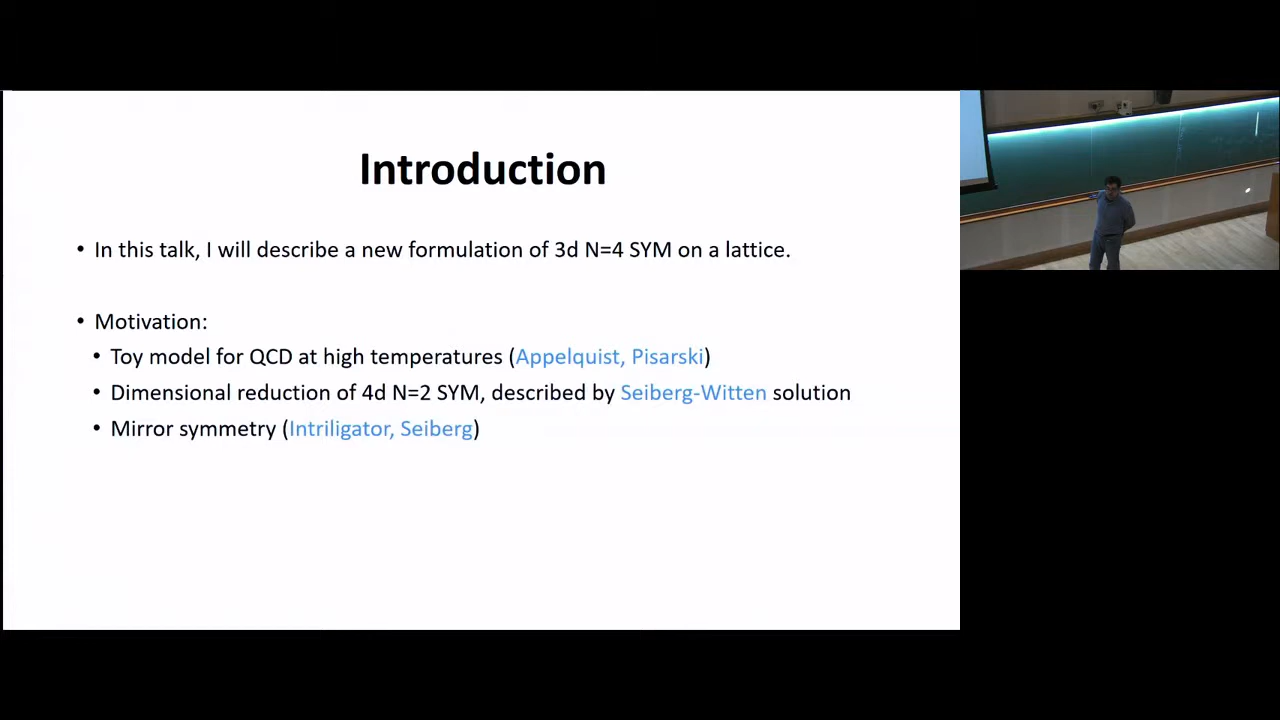 Introduction
• In this talk, I will describe a new formulation of 3d N=4 SYM on a lattice.
• Motivation:
• Toy model for QCD at high temperatures (Appelquist, Pisarski)
• Dimensional reduction of 4d N=2 SYM, described by Seiberg-Witten solution
• Mirror symmetry (Intriligator, Seiberg)